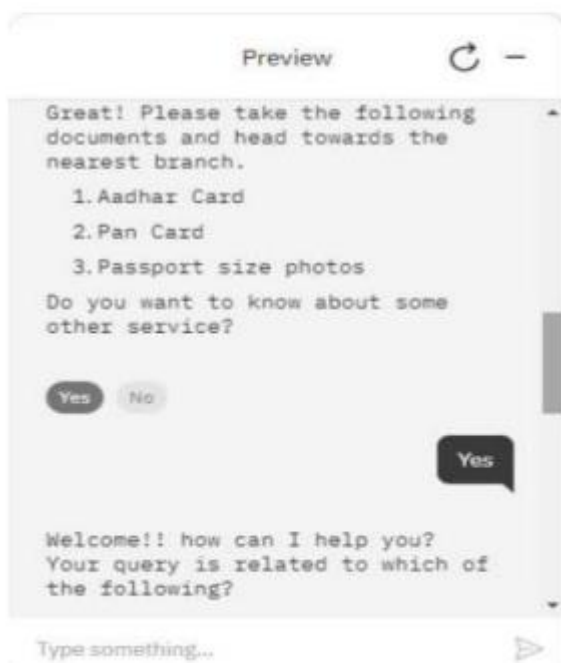 Preview
Great! Please take the following
documents and head towards the
nearest branch.
1. Aadhar Card
2. Pan Card
3. Passport size photos
Do you want to know about some
other service?
Yes No
Yes
Welcome!! how can I help you?
Your query is related to which of
the following?
Type something...